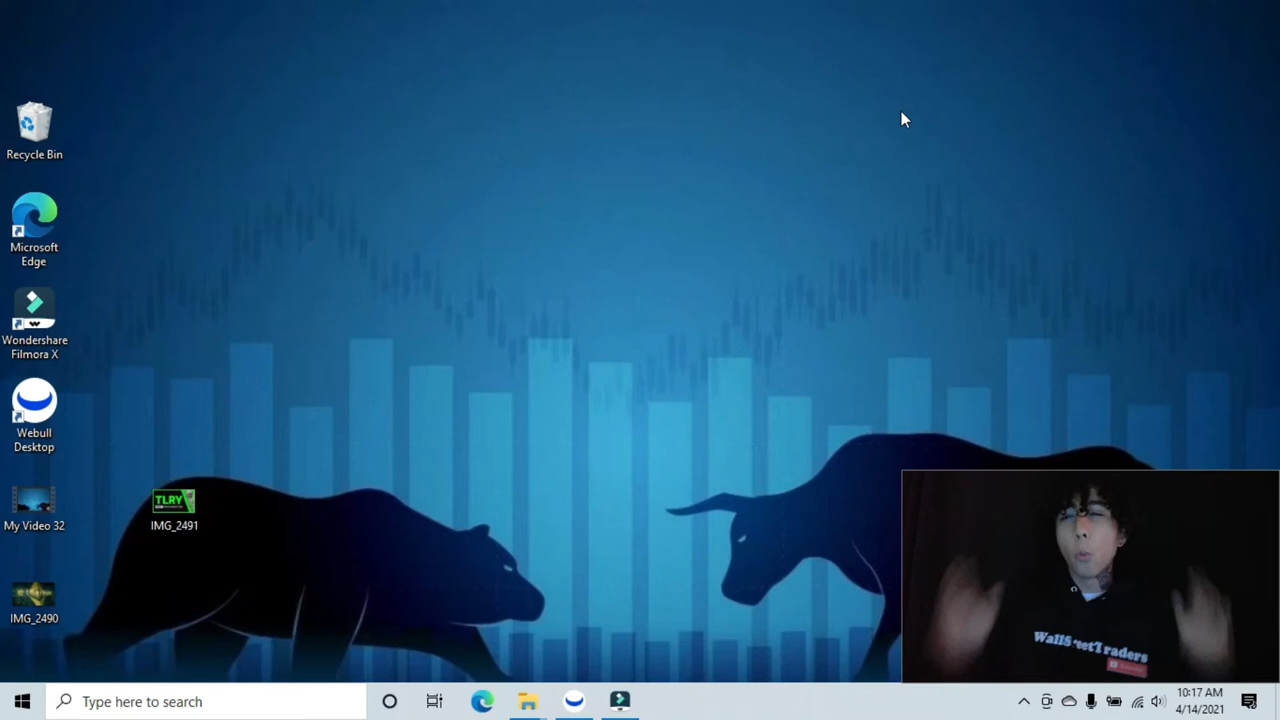 Recycle Bin
Microsoft
Edge
Wondershare
Filmora X
Webull
Desktop
My Video 32
IMG_2490
TLRY
IMG_2491
WallStreetTraders
Type here to search
10:17 AM
4/14/2021